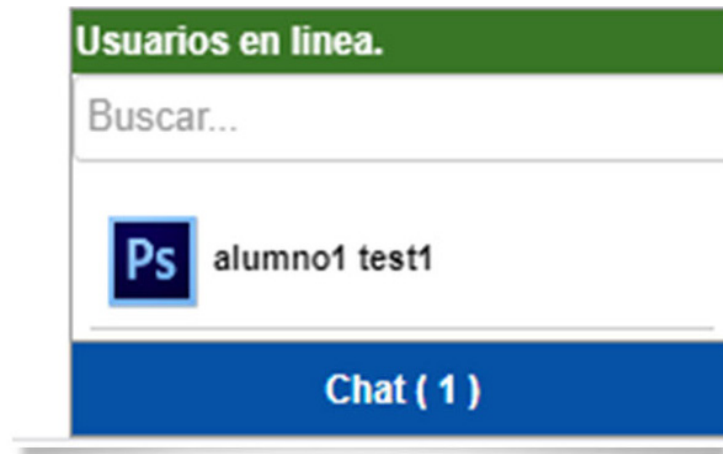 Usuarios en linea.
Buscar...
Ps alumno1 test1
Chat ( 1 )